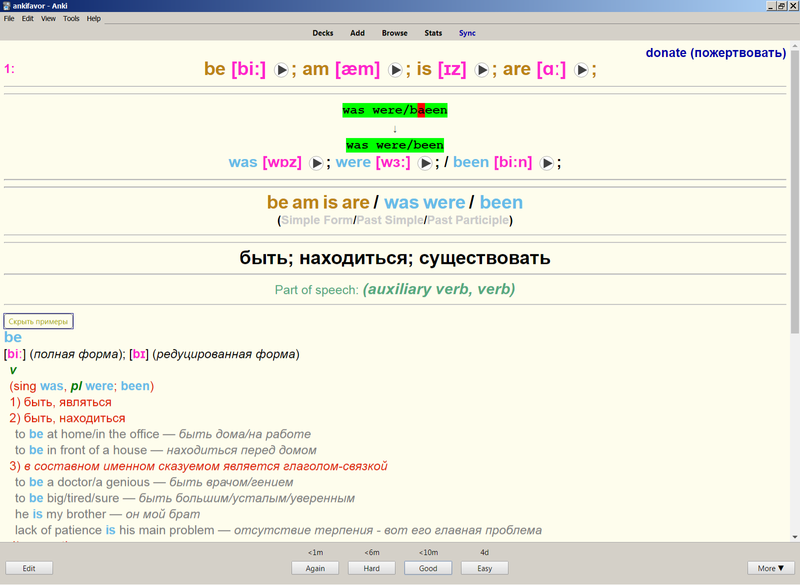 ankifavor - Anki
File Edit View Tools Help
Decks Add Browse Stats Sync
donate (пожертвовать)
1:
be [bi:] ; am [æm] ; is [ɪz] ; are [ɑː] ;
was were/baeen
↓
was were/been
was [wɒz] ; were [wɜː] ; / been [bi:n] ;
be am is are / was were / been
(Simple Form/Past Simple/Past Participle)
быть; находиться; существовать
Part of speech: (auxiliary verb, verb)
Скрыть примеры
be
[biː] (полная форма); [bɪ] (редуцированная форма)
v
(sing was, pl were; been)
1) быть, являться
2) быть, находиться
to be at home/in the office — быть дома/на работе
to be in front of a house — находиться перед домом
3) в составном именном сказуемом является глаголом-связкой
to be a doctor/a genious — быть врачом/гением
to be big/tired/sure — быть большим/усталым/уверенным
he is my brother — он мой брат
lack of patience is his main problem — отсутствие терпения - вот его главная проблема
<1m <6m <10m 4d
Edit Again Hard Good Easy More ▼